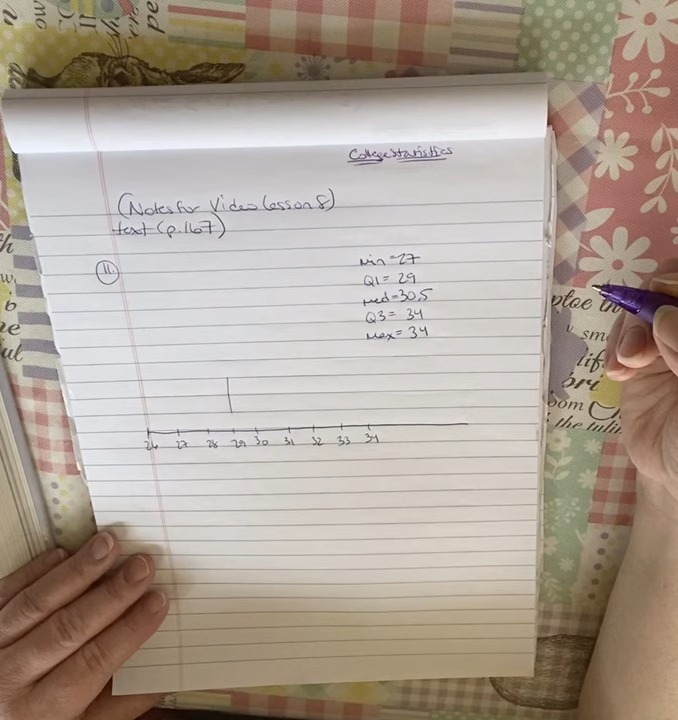 College Statistics
(Notes for Video Lesson 8)
text (p.167)
11
Min = 27
Q1 = 29
Med = 30.5
Q3 = 34
Max = 34
26 27 28 29 30 31 32 33 34